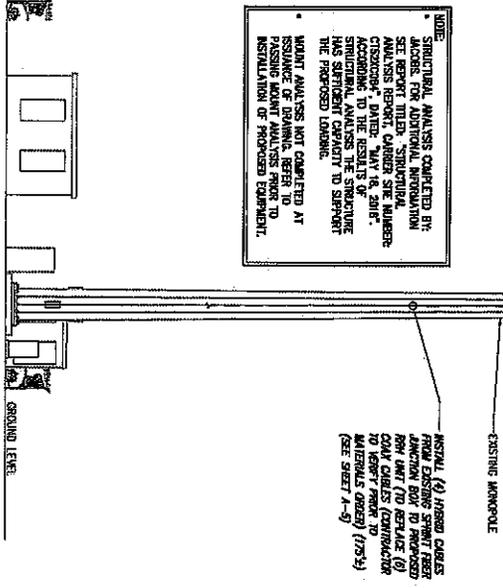 NOTE:
• STRUCTURAL ANALYSIS COMPLETED BY:
JACOBS. FOR ADDITIONAL INFORMATION
SEE REPORT TITLED: "STRUCTURAL
ANALYSIS REPORT, CARRIER SITE NUMBER:
DATED: "MAY 18, 2018".
ACCORDING TO THE RESULTS OF
STRUCTURAL ANALYSIS THE STRUCTURE
HAS SUFFICIENT CAPACITY TO SUPPORT
THE PROPOSED LOADING.
• MOUNT ANALYSIS NOT COMPLETED AT
ISSUANCE OF DRAWING. REFER TO
PASSING MOUNT ANALYSIS PRIOR TO
INSTALLATION OF PROPOSED EQUIPMENT.
EXISTING MONOPOLE
INSTALL (4) HYBRID CABLES
FROM EXISTING SPRINT FIBER
JUNCTION BOX TO PROPOSED
RRH UNIT (TO REPLACE (6)
COAX CABLES (CONTRACTOR
TO VERIFY PRIOR TO
MATERIALS ORDER) (175'±)
(SEE SHEET A-5)
GROUND LEVEL